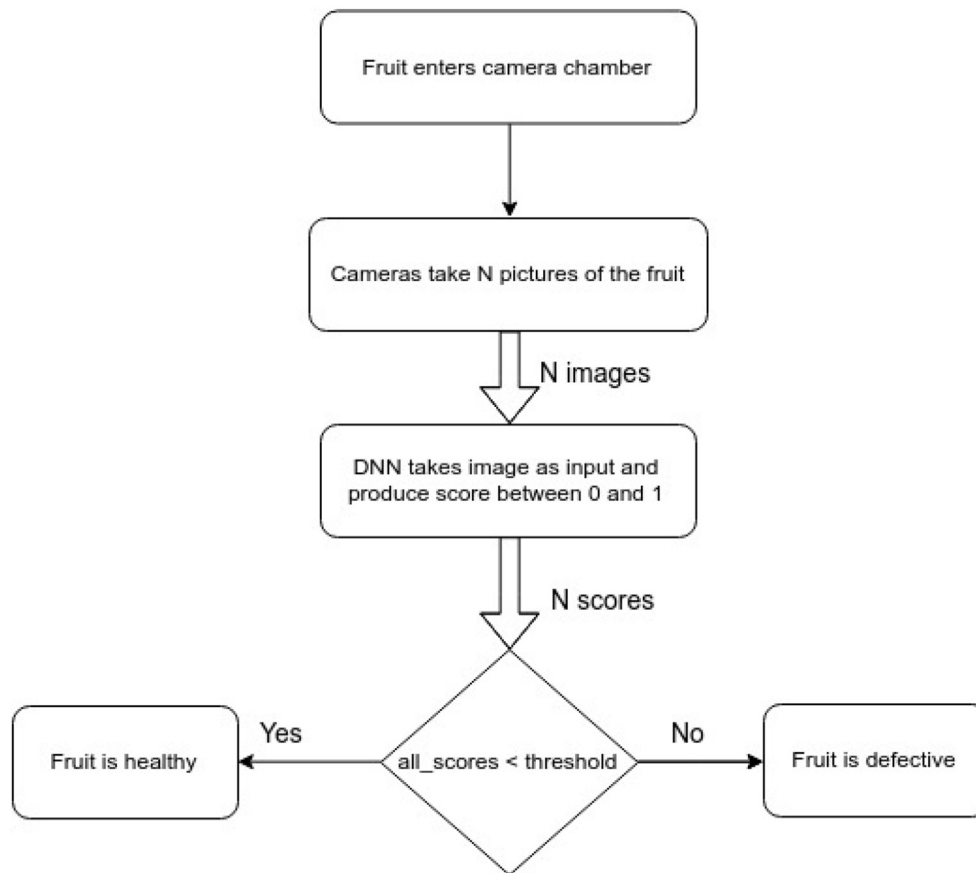 Fruit enters camera chamber
Cameras take N pictures of the fruit
N images
DNN takes image as input and
produce score between 0 and 1
N scores
Yes
No
Fruit is healthy
all_scores < threshold
Fruit is defective